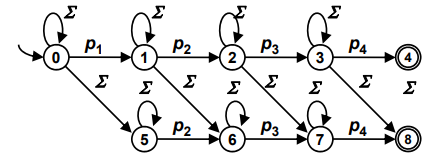 Σ Σ Σ Σ
0 p₁ 1 p₂ 2 p₃ 3 p₄ 4
Σ Σ Σ Σ Σ Σ Σ Σ
5 p₂ 6 p₃ 7 p₄ 8